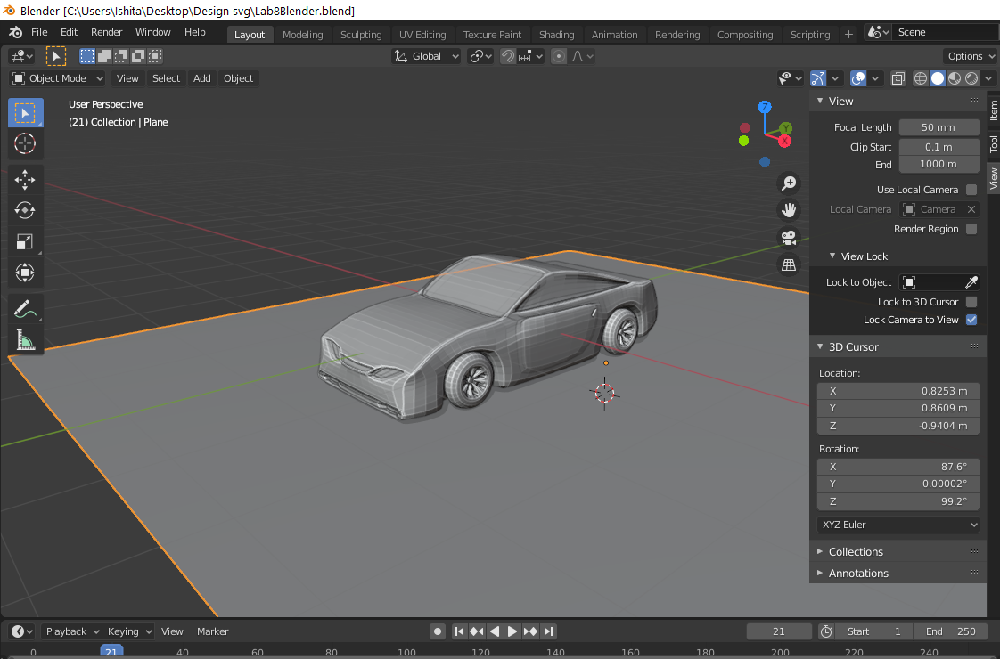 Blender [C:\Users\Ishita\Desktop\Design svg\Lab8Blender.blend]
File Edit Render Window Help Layout Modeling Sculpting UV Editing Texture Paint Shading Animation Rendering Compositing Scripting + Scene
Global Options
Object Mode View Select Add Object
User Perspective
(21) Collection | Plane
Z
Y
X
View
Focal Length 50 mm
Clip Start 0.1 m
End 1000 m
Use Local Camera
Local Camera Camera
Render Region
View Lock
Lock to Object
Lock to 3D Cursor
Lock Camera to View
3D Cursor
Location:
X 0.8253 m
Y 0.8609 m
Z -0.9404 m
Rotation:
X 87.6°
Y 0.00002°
Z 99.2°
XYZ Euler
Collections
Annotations
Item
Tool
View
Playback Keying View Marker 21 Start 1 End 250
0 21 40 60 80 100 120 140 160 180 200 220 240